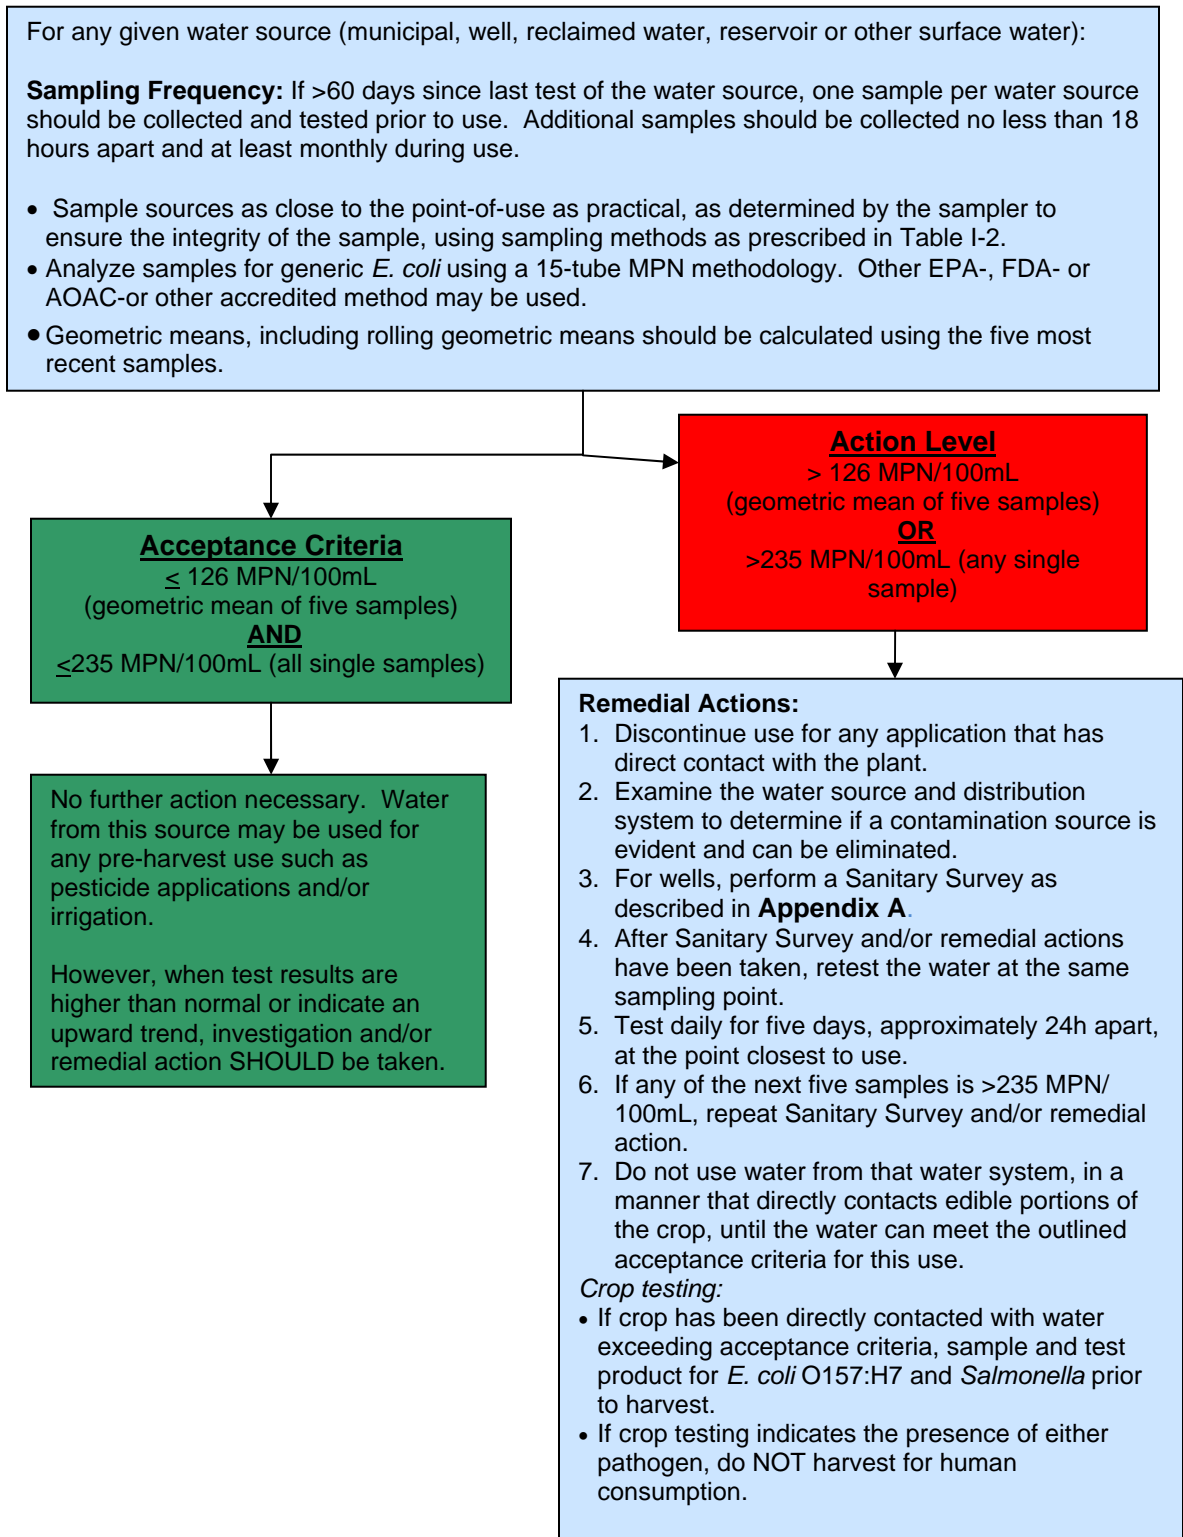 For any given water source (municipal, well, reclaimed water, reservoir or other surface water):
Sampling Frequency: If >60 days since last test of the water source, one sample per water source
should be collected and tested prior to use. Additional samples should be collected no less than 18
hours apart and at least monthly during use.
• Sample sources as close to the point-of-use as practical, as determined by the sampler to
ensure the integrity of the sample, using sampling methods as prescribed in Table I-2.
• Analyze samples for generic E. coli using a 15-tube MPN methodology. Other EPA-, FDA- or
AOAC-or other accredited method may be used.
• Geometric means, including rolling geometric means should be calculated using the five most
recent samples.
Action Level
> 126 MPN/100mL
(geometric mean of five samples)
OR
>235 MPN/100mL (any single
sample)
Acceptance Criteria
≤ 126 MPN/100mL
(geometric mean of five samples)
AND
≤235 MPN/100mL (all single samples)
No further action necessary. Water
from this source may be used for
any pre-harvest use such as
pesticide applications and/or
irrigation.
However, when test results are
higher than normal or indicate an
upward trend, investigation and/or
remedial action SHOULD be taken.
Remedial Actions:
1. Discontinue use for any application that has
direct contact with the plant.
2. Examine the water source and distribution
system to determine if a contamination source is
evident and can be eliminated.
3. For wells, perform a Sanitary Survey as
described in Appendix A.
4. After Sanitary Survey and/or remedial actions
have been taken, retest the water at the same
sampling point.
5. Test daily for five days, approximately 24h apart,
at the point closest to use.
6. If any of the next five samples is >235 MPN/
100mL, repeat Sanitary Survey and/or remedial
action.
7. Do not use water from that water system, in a
manner that directly contacts edible portions of
the crop, until the water can meet the outlined
acceptance criteria for this use.
Crop testing:
• If crop has been directly contacted with water
exceeding acceptance criteria, sample and test
product for E. coli O157:H7 and Salmonella prior
to harvest.
• If crop testing indicates the presence of either
pathogen, do NOT harvest for human
consumption.